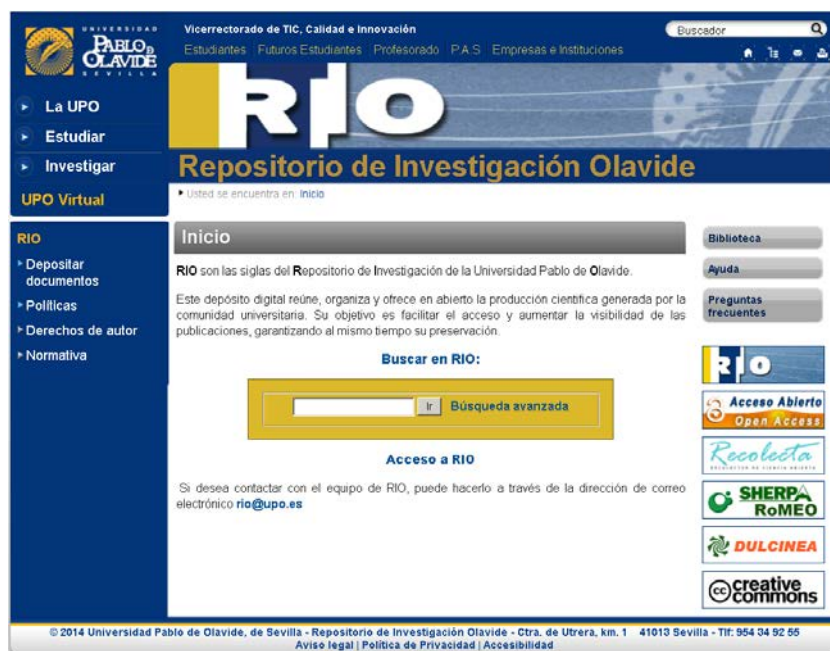 UNIVERSIDAD
PABLO DE
OLAVIDE
SEVILLA
Vicerrectorado de TIC, Calidad e Innovación
Estudiantes Futuros Estudiantes Profesorado P.A.S. Empresas e Instituciones
Buscador
La UPO
Estudiar
Investigar
UPO Virtual
RIO
Repositorio de Investigación Olavide
Usted se encuentra en: Inicio
RIO
Depositar
documentos
Políticas
Derechos de autor
Normativa
Inicio
RIO son las siglas del Repositorio de Investigación de la Universidad Pablo de Olavide.
Este depósito digital reúne, organiza y ofrece en abierto la producción científica generada por la
comunidad universitaria. Su objetivo es facilitar el acceso y aumentar la visibilidad de las
publicaciones, garantizando al mismo tiempo su preservación.
Buscar en RIO:
Ir Búsqueda avanzada
Acceso a RIO
Si desea contactar con el equipo de RIO, puede hacerlo a través de la dirección de correo
electrónico rio@upo.es
Biblioteca
Ayuda
Preguntas
frecuentes
RIO
Acceso Abierto
Open Access
Recolecta
RECOLECTOR DE CIENCIA ABIERTA
SHERPA
RoMEO
DULCINEA
cc creative
commons
© 2014 Universidad Pablo de Olavide, de Sevilla - Repositorio de Investigación Olavide - Ctra. de Utrera, km. 1 41013 Sevilla - Tlf: 954 34 92 55
Aviso legal | Política de Privacidad | Accesibilidad